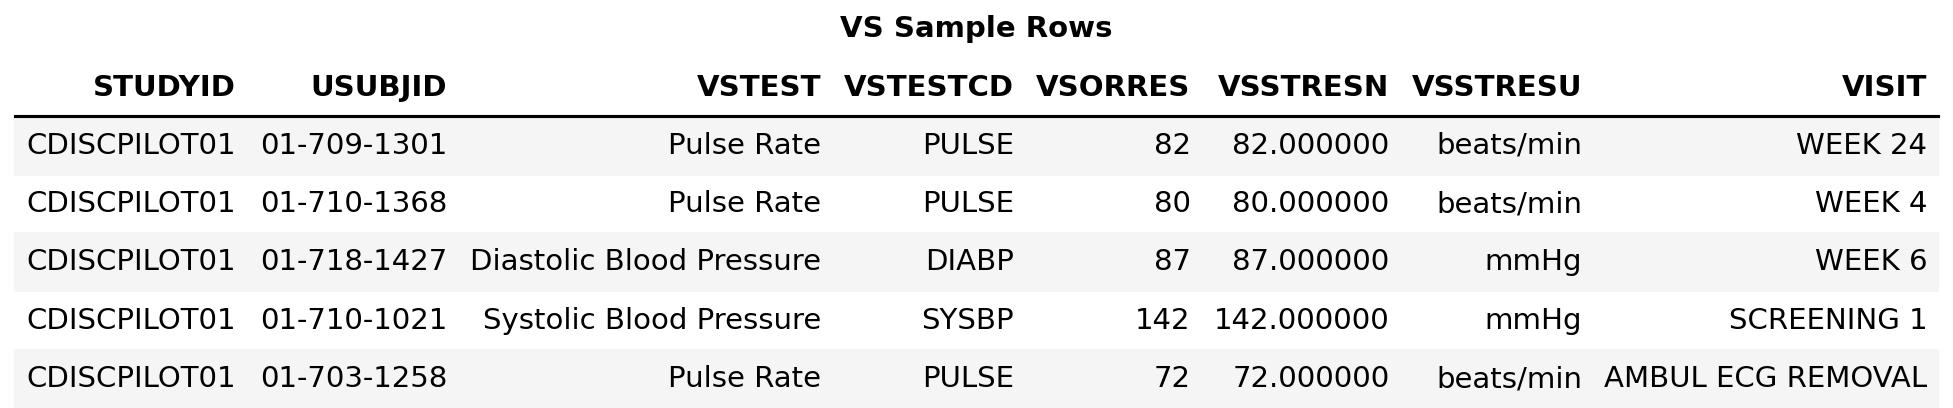 VS Sample Rows
STUDYID USUBJID VSTEST VSTESTCD VSORRES VSSTRESN VSSTRESU VISIT
CDISCPILOT01 01-709-1301 Pulse Rate PULSE 82 82.000000 beats/min WEEK 24
CDISCPILOT01 01-710-1368 Pulse Rate PULSE 80 80.000000 beats/min WEEK 4
CDISCPILOT01 01-718-1427 Diastolic Blood Pressure DIABP 87 87.000000 mmHg WEEK 6
CDISCPILOT01 01-710-1021 Systolic Blood Pressure SYSBP 142 142.000000 mmHg SCREENING 1
CDISCPILOT01 01-703-1258 Pulse Rate PULSE 72 72.000000 beats/min AMBUL ECG REMOVAL